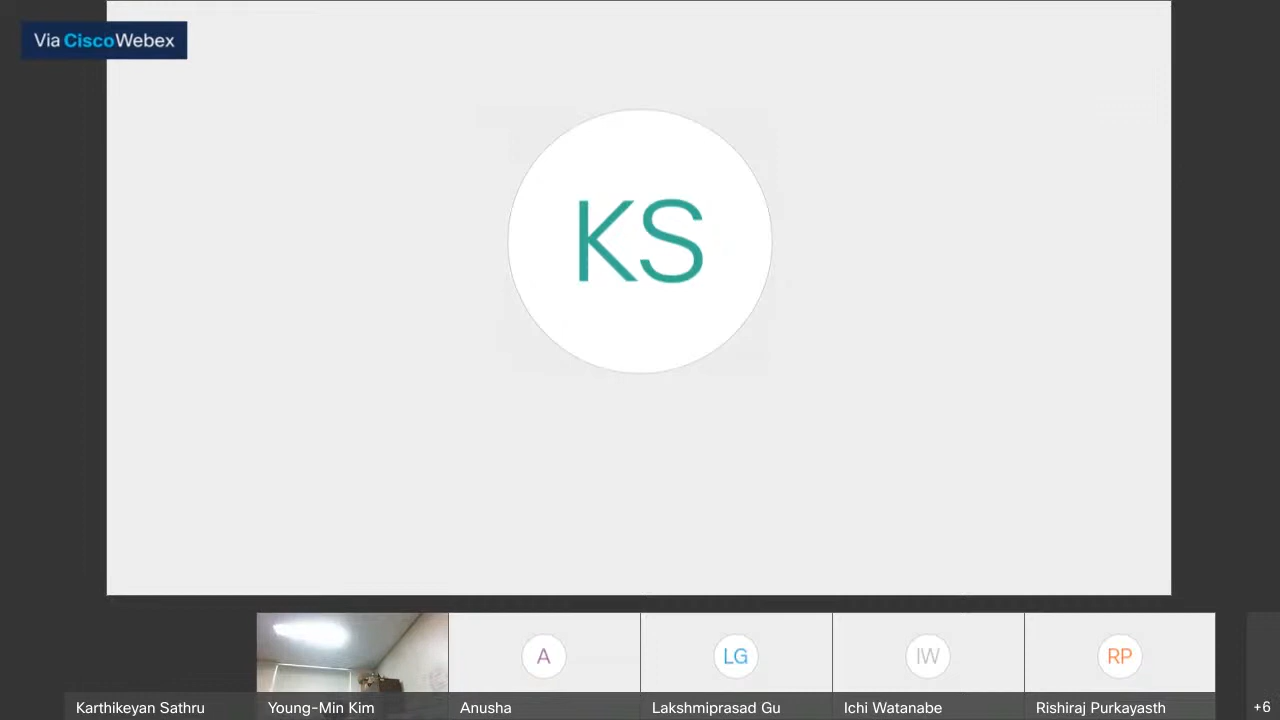 Via CiscoWebex
KS
A
LG
IW
RP
Karthikeyan Sathru
Young-Min Kim
Anusha
Lakshmiprasad Gu
Ichi Watanabe
Rishiraj Purkayasth
+6